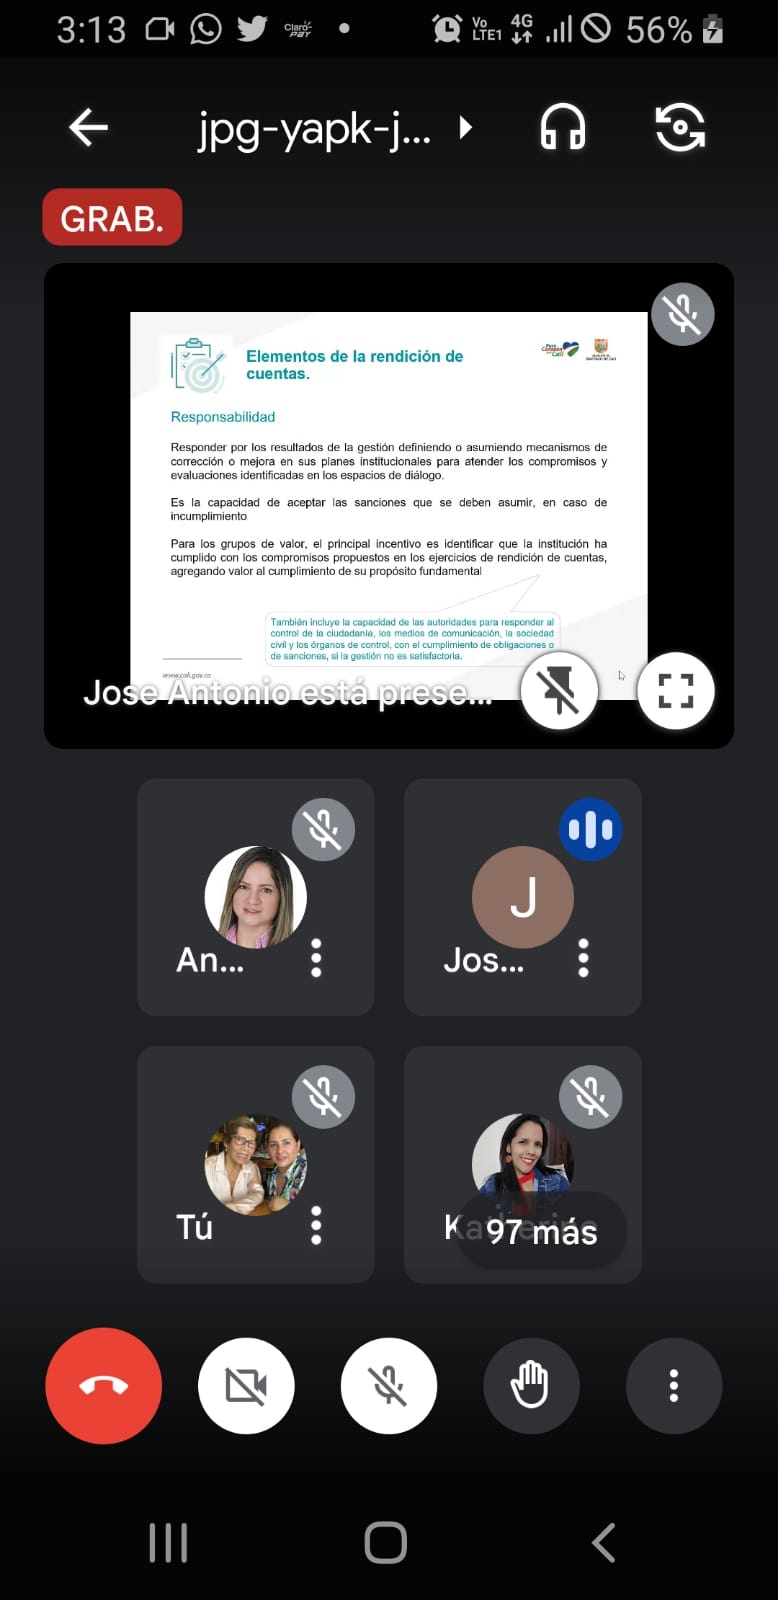 3:13 Claro pay Vo LTE1 4G 56%
jpg-yapk-j...
GRAB.
Elementos de la rendición de
cuentas.
Responsabilidad
Responder por los resultados de la gestión definiendo o asumiendo mecanismos de
corrección o mejora en sus planes institucionales para atender los compromisos y
evaluaciones identificadas en los espacios de diálogo.
Es la capacidad de aceptar las sanciones que se deben asumir, en caso de
incumplimiento
Para los grupos de valor, el principal incentivo es identificar que la institución ha
cumplido con los compromisos propuestos en los ejercicios de rendición de cuentas,
agregando valor al cumplimiento de su propósito fundamental
También incluye la capacidad de las autoridades para responder al
control de la ciudadanía, los medios de comunicación, la sociedad
civil y los órganos de control, con el cumplimiento de obligaciones o
de sanciones, si la gestión no es satisfactoria.
www.cali.gov.co
Jose Antonio está prese...
An...
J
Jos...
Tú
Katherine
97 más